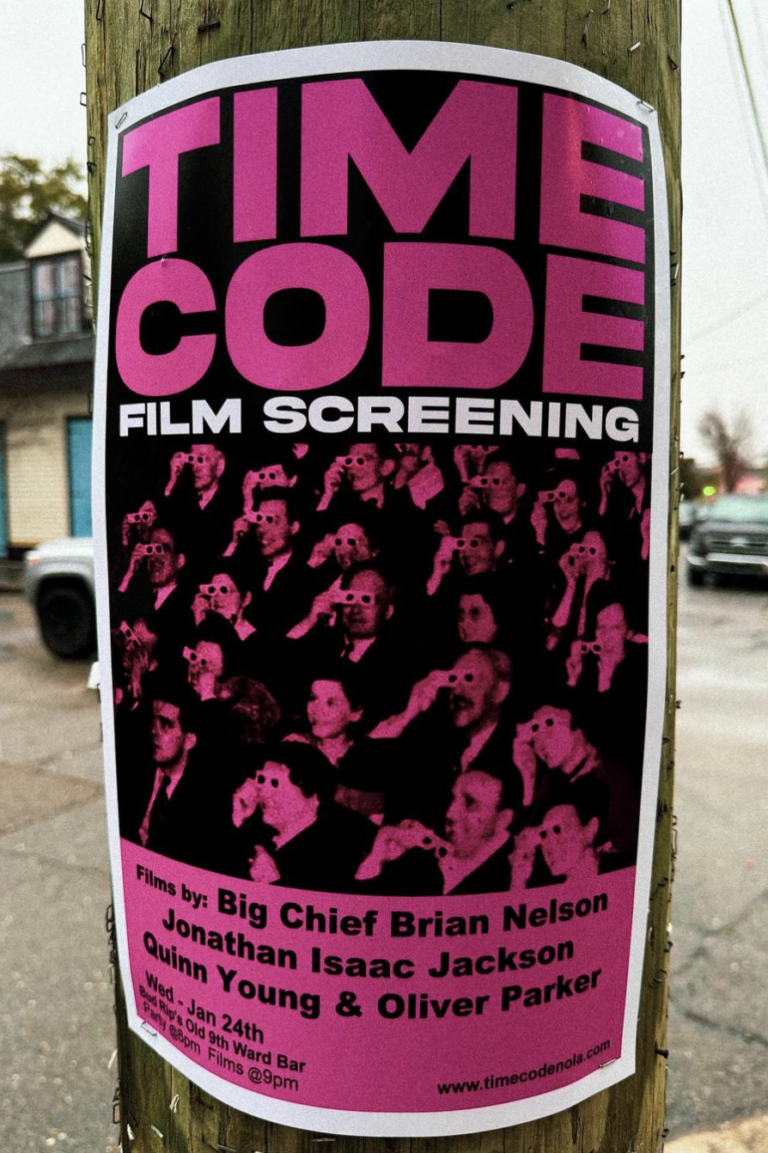 TIME
CODE
FILM SCREENING
Films by: Big Chief Brian Nelson
Jonathan Isaac Jackson
Quinn Young & Oliver Parker
Wed - Jan 24th
Bud Rip's Old 9th Ward Bar
Party @8pm Films @9pm
www.timecodenola.com